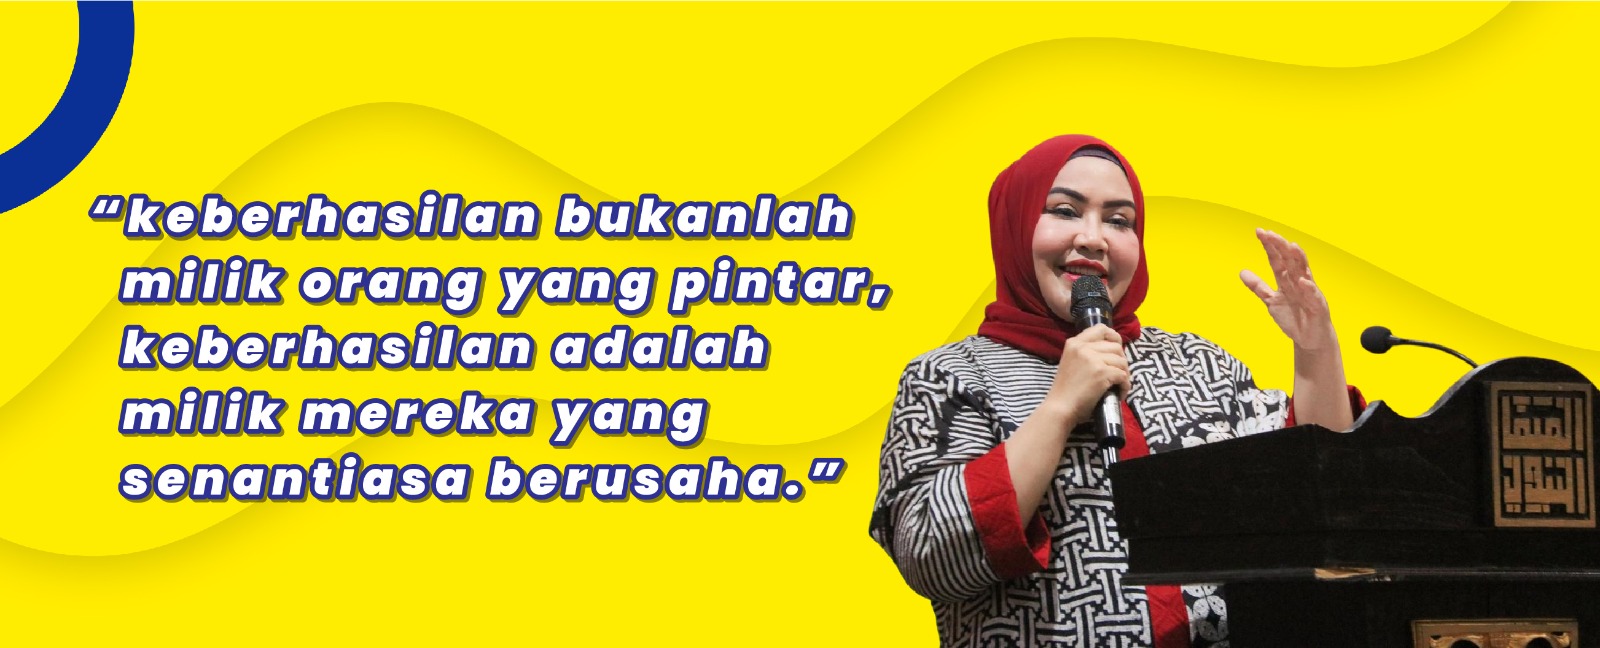 “keberhasilan bukanlah
milik orang yang pintar,
keberhasilan adalah
milik mereka yang
senantiasa berusaha.”